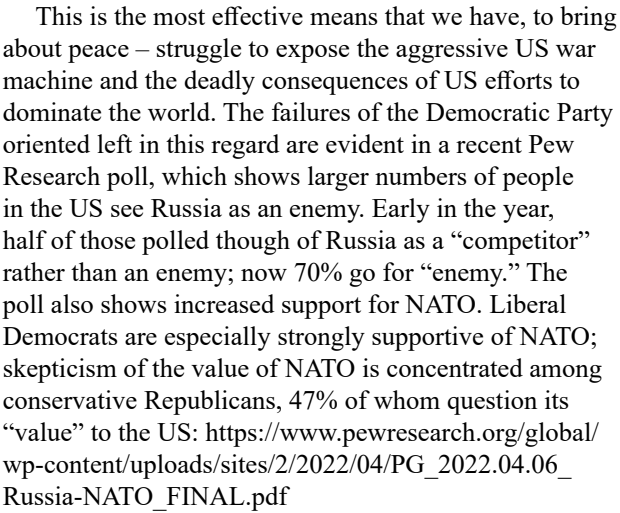 This is the most effective means that we have, to bring
about peace – struggle to expose the aggressive US war
machine and the deadly consequences of US efforts to
dominate the world. The failures of the Democratic Party
oriented left in this regard are evident in a recent Pew
Research poll, which shows larger numbers of people
in the US see Russia as an enemy. Early in the year,
half of those polled though of Russia as a “competitor”
rather than an enemy; now 70% go for “enemy.” The
poll also shows increased support for NATO. Liberal
Democrats are especially strongly supportive of NATO;
skepticism of the value of NATO is concentrated among
conservative Republicans, 47% of whom question its
“value” to the US: https://www.pewresearch.org/global/
wp-content/uploads/sites/2/2022/04/PG_2022.04.06_
Russia-NATO_FINAL.pdf